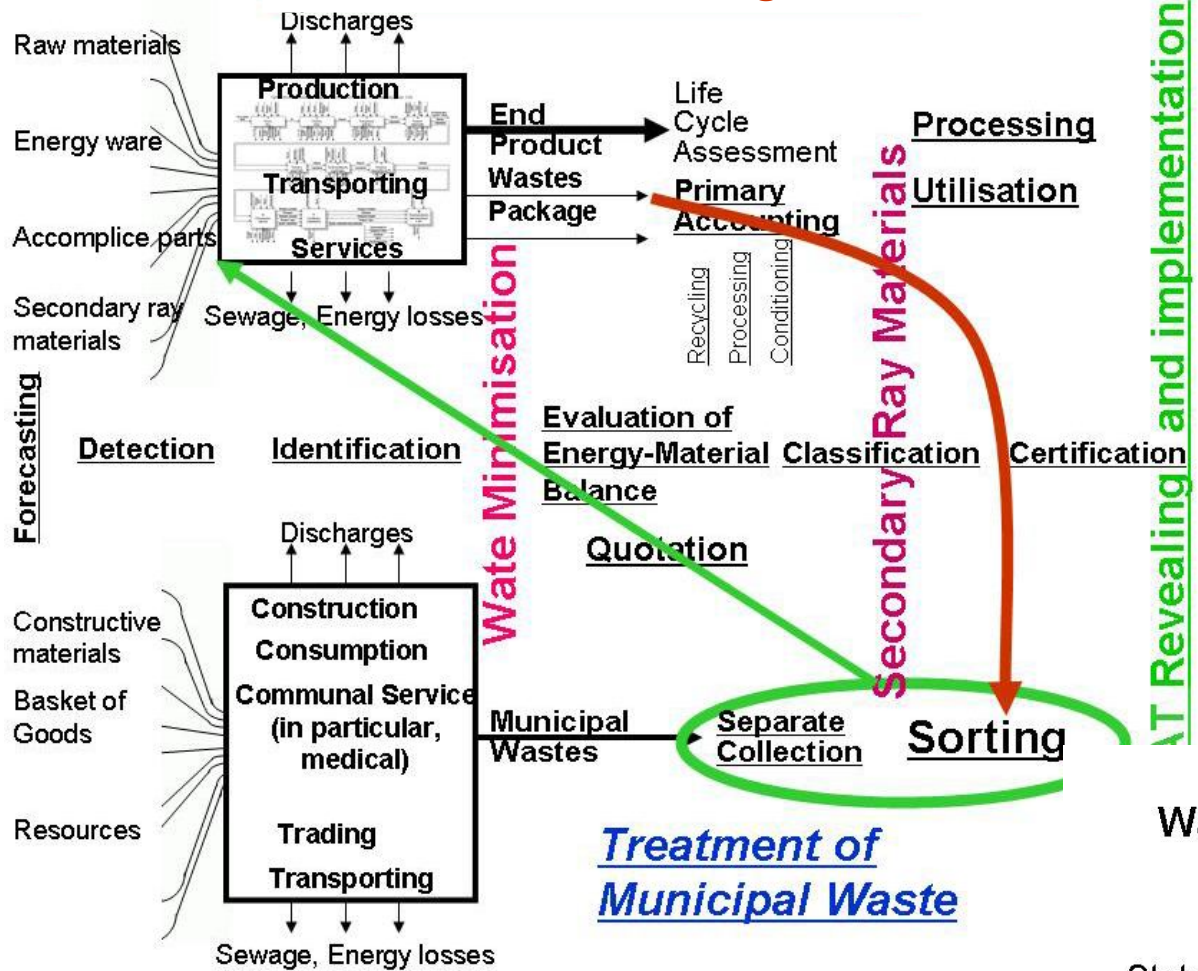 Discharges
Raw materials
Energy ware
Accomplice parts
Secondary ray
materials
Production
Transporting
Services
Sewage, Energy losses
End
Product
Wastes
Package
Life
Cycle
Assessment
Primary
Accounting
Recycling
Processing
Conditioning
Processing
Utilisation
Wate Minimisation
Secondary Ray Materials
AT Revealing and implementation
Forecasting
Detection
Identification
Evaluation of
Energy-Material
Balance
Classification
Certification
Quotation
Discharges
Constructive
materials
Basket of
Goods
Resources
Construction
Consumption
Communal Service
(in particular,
medical)
Trading
Transporting
Sewage, Energy losses
Municipal
Wastes
Separate
Collection
Sorting
Treatment of
Municipal Waste